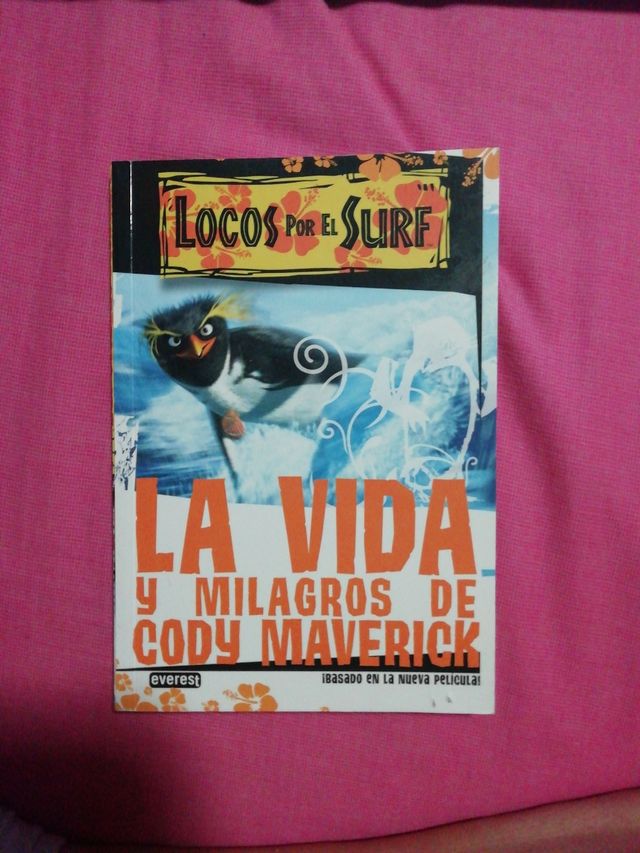 LOCOS POR EL SURF
LA VIDA
Y MILAGROS DE
CODY MAVERICK
everest
¡BASADO EN LA NUEVA PELÍCULA!